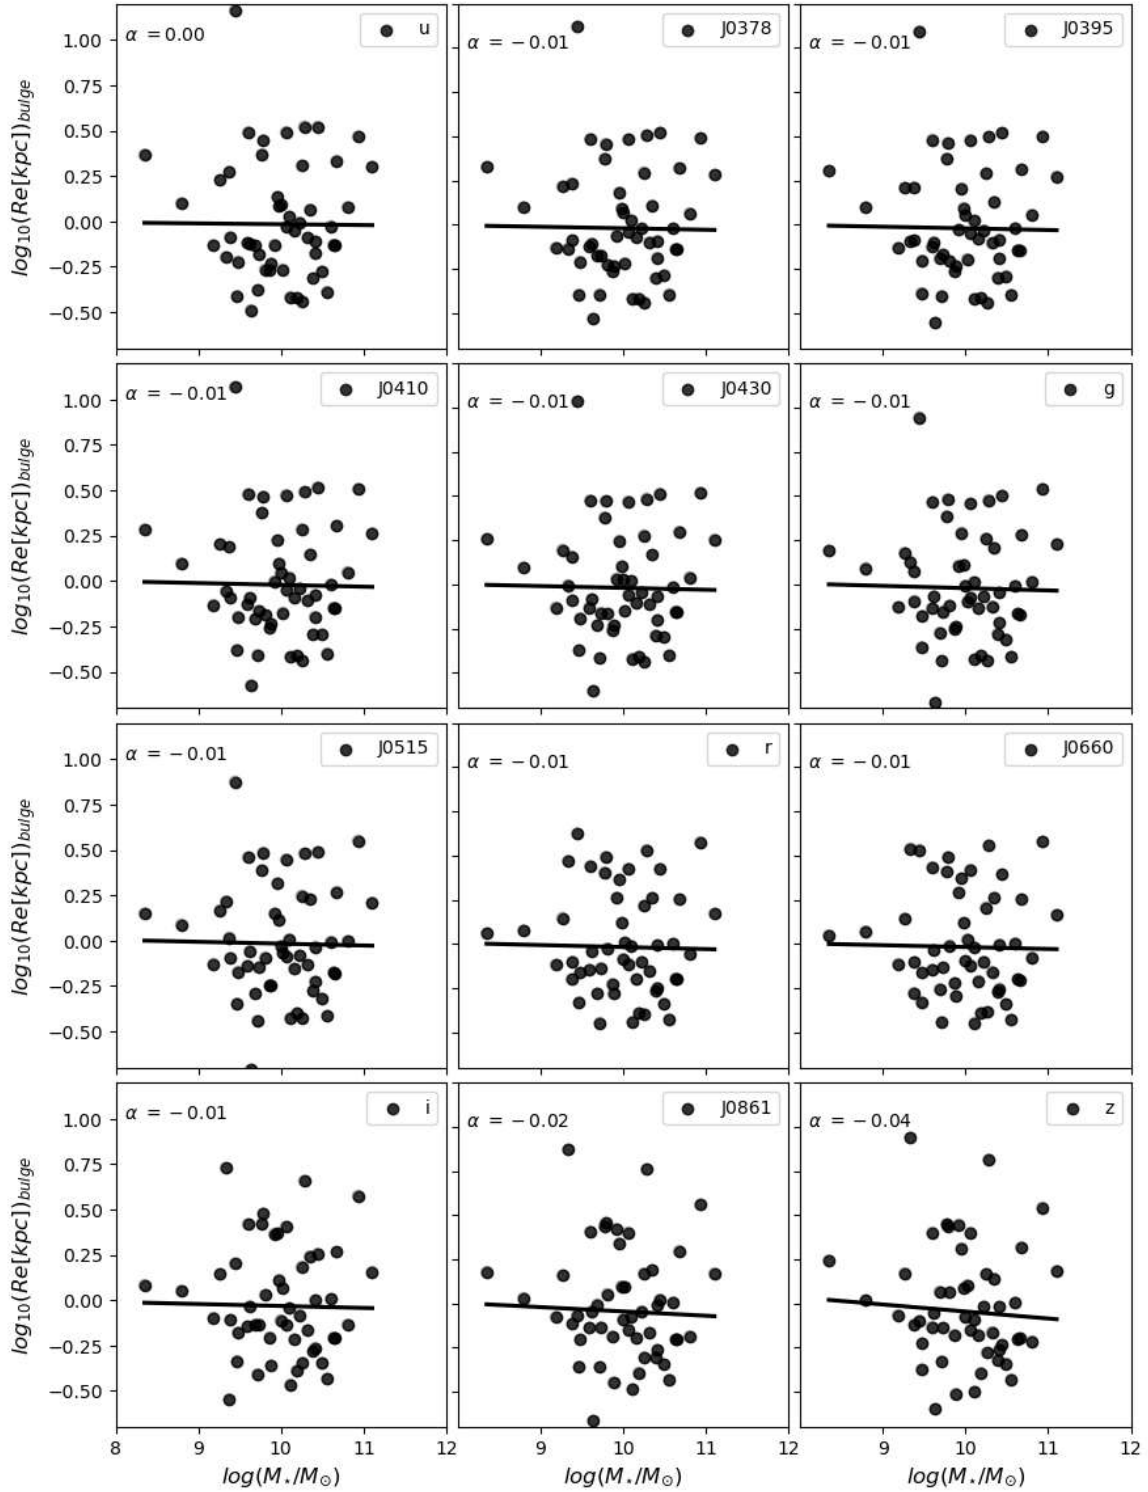 α = 0.00
u
α = −0.01
J0378
α = −0.01
J0395
1.00
0.75
0.50
0.25
0.00
−0.25
−0.50
log₁₀(Re[kpc])bulge
α = −0.01
J0410
α = −0.01
J0430
α = −0.01
g
1.00
0.75
0.50
0.25
0.00
−0.25
−0.50
log₁₀(Re[kpc])bulge
α = −0.01
J0515
α = −0.01
r
α = −0.01
J0660
1.00
0.75
0.50
0.25
0.00
−0.25
−0.50
log₁₀(Re[kpc])bulge
α = −0.01
i
α = −0.02
J0861
α = −0.04
z
1.00
0.75
0.50
0.25
0.00
−0.25
−0.50
log₁₀(Re[kpc])bulge
8 9 10 11 12
9 10 11 12
9 10 11 12
log(M⋆/M⊙)
log(M⋆/M⊙)
log(M⋆/M⊙)